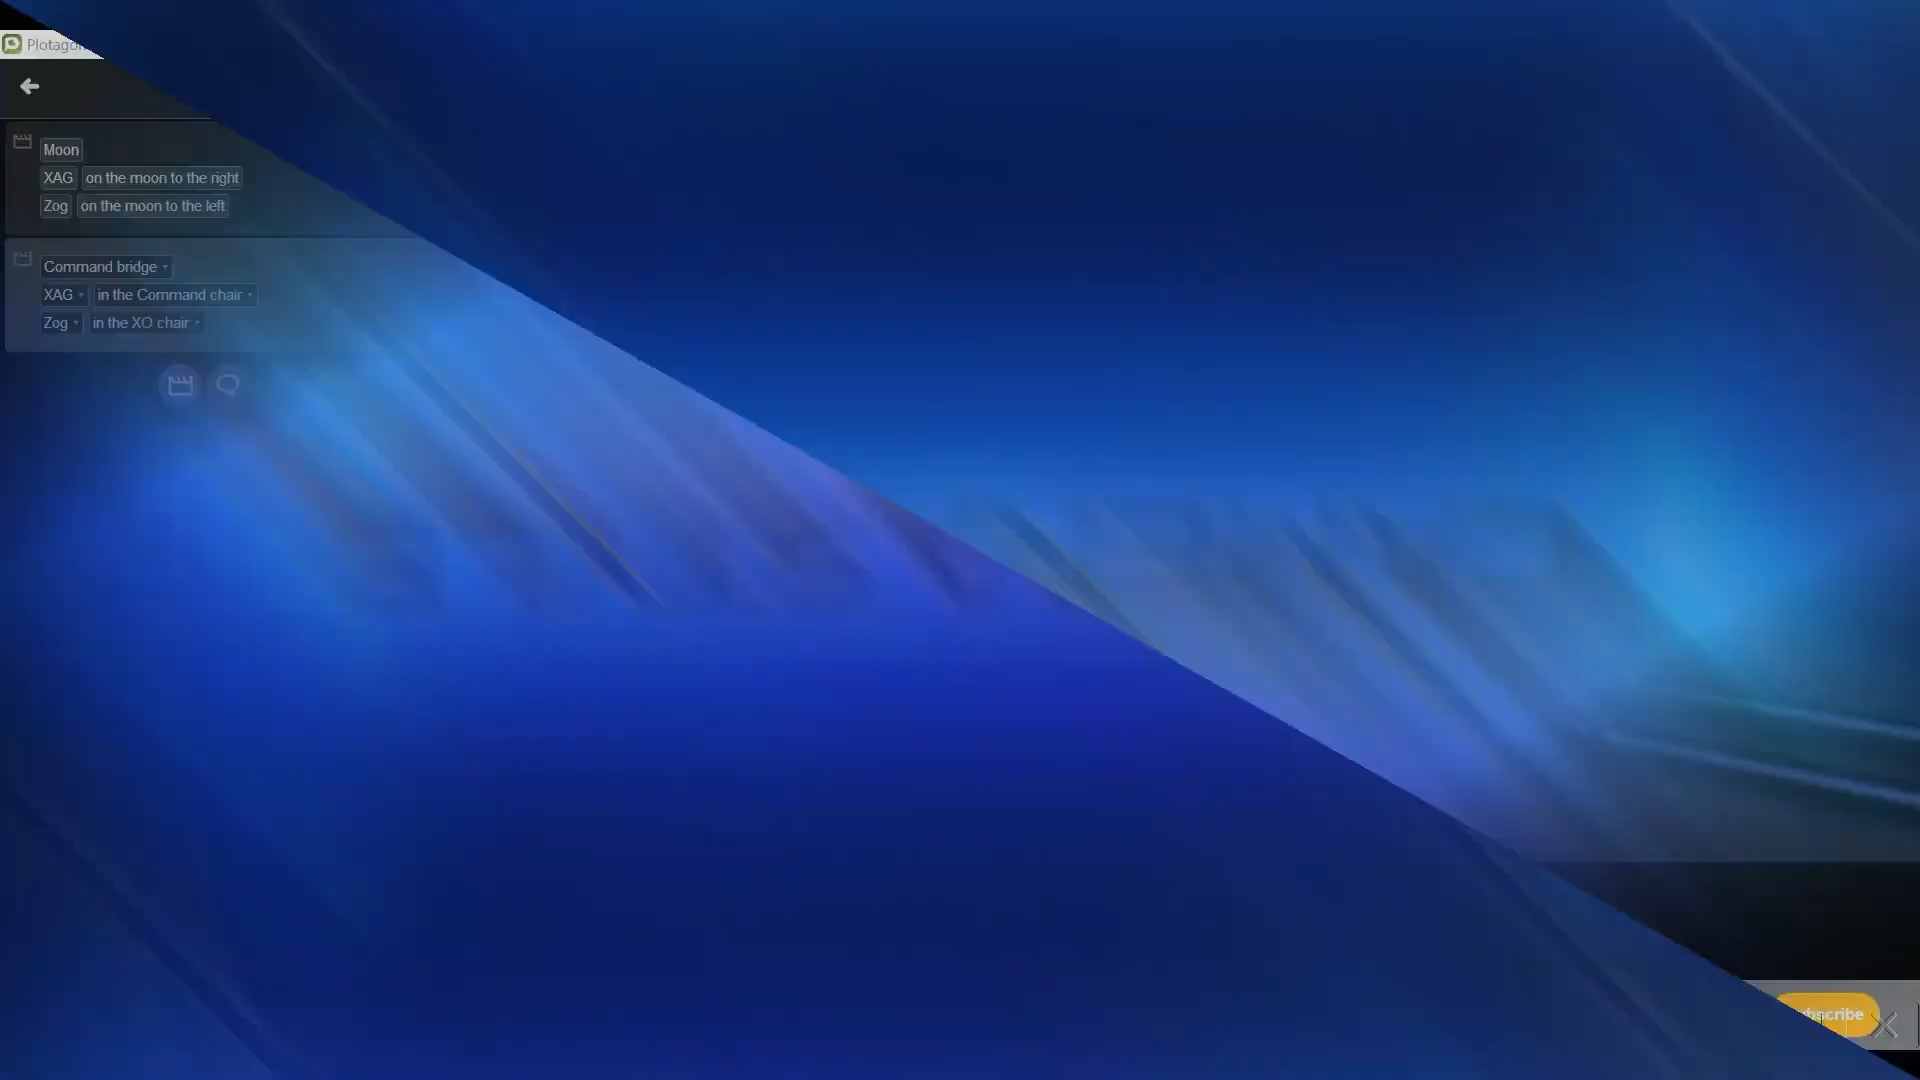 Moon
XAG on the moon to the right
Zog on the moon to the left
Command bridge
XAG in the Command chair
Zog in the XO chair